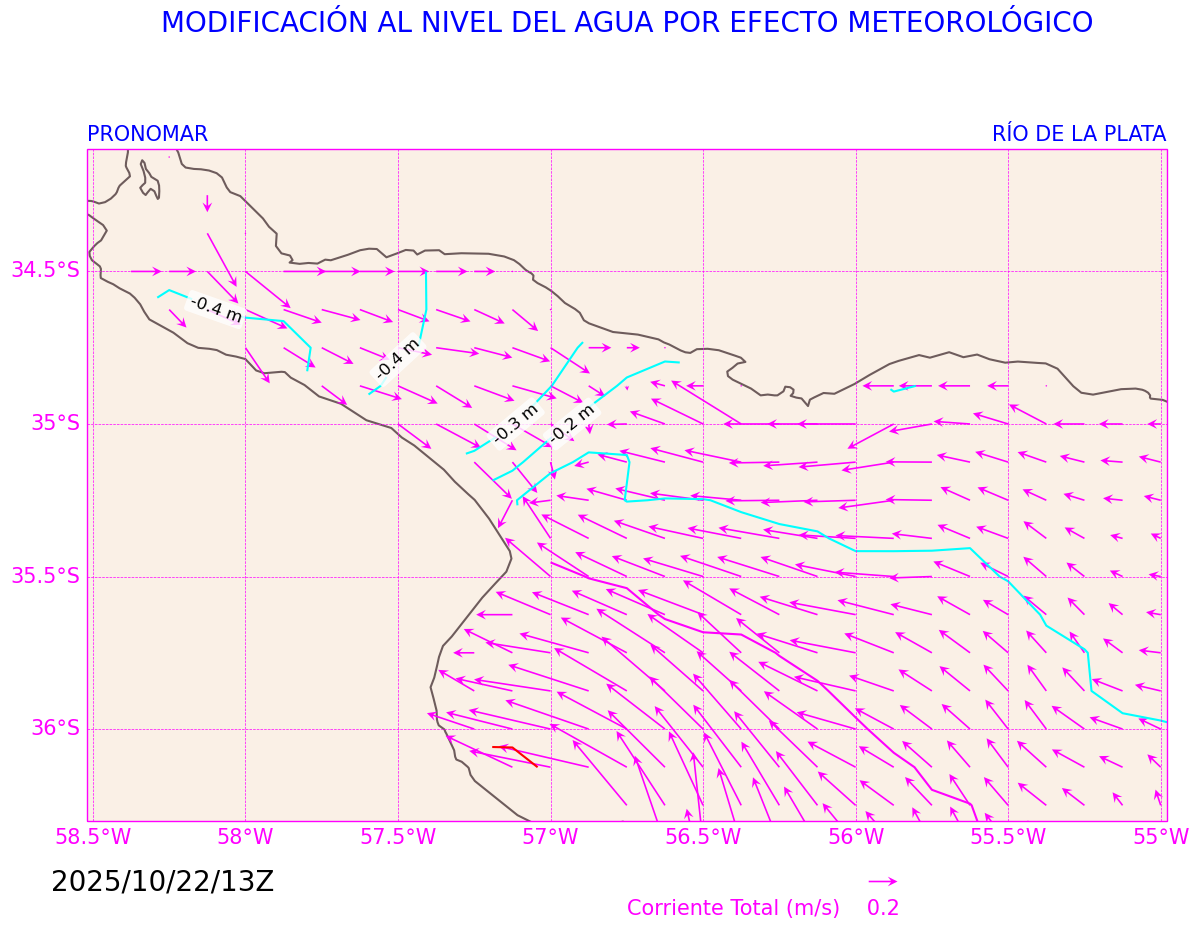 MODIFICACIÓN AL NIVEL DEL AGUA POR EFECTO METEOROLÓGICO
PRONOMAR
RÍO DE LA PLATA
34.5°S
35°S
35.5°S
36°S
-0.4 m
-0.4 m
-0.3 m
-0.2 m
58.5°W
58°W
57.5°W
57°W
56.5°W
56°W
55.5°W
55°W
2025/10/22/13Z
Corriente Total (m/s)
0.2